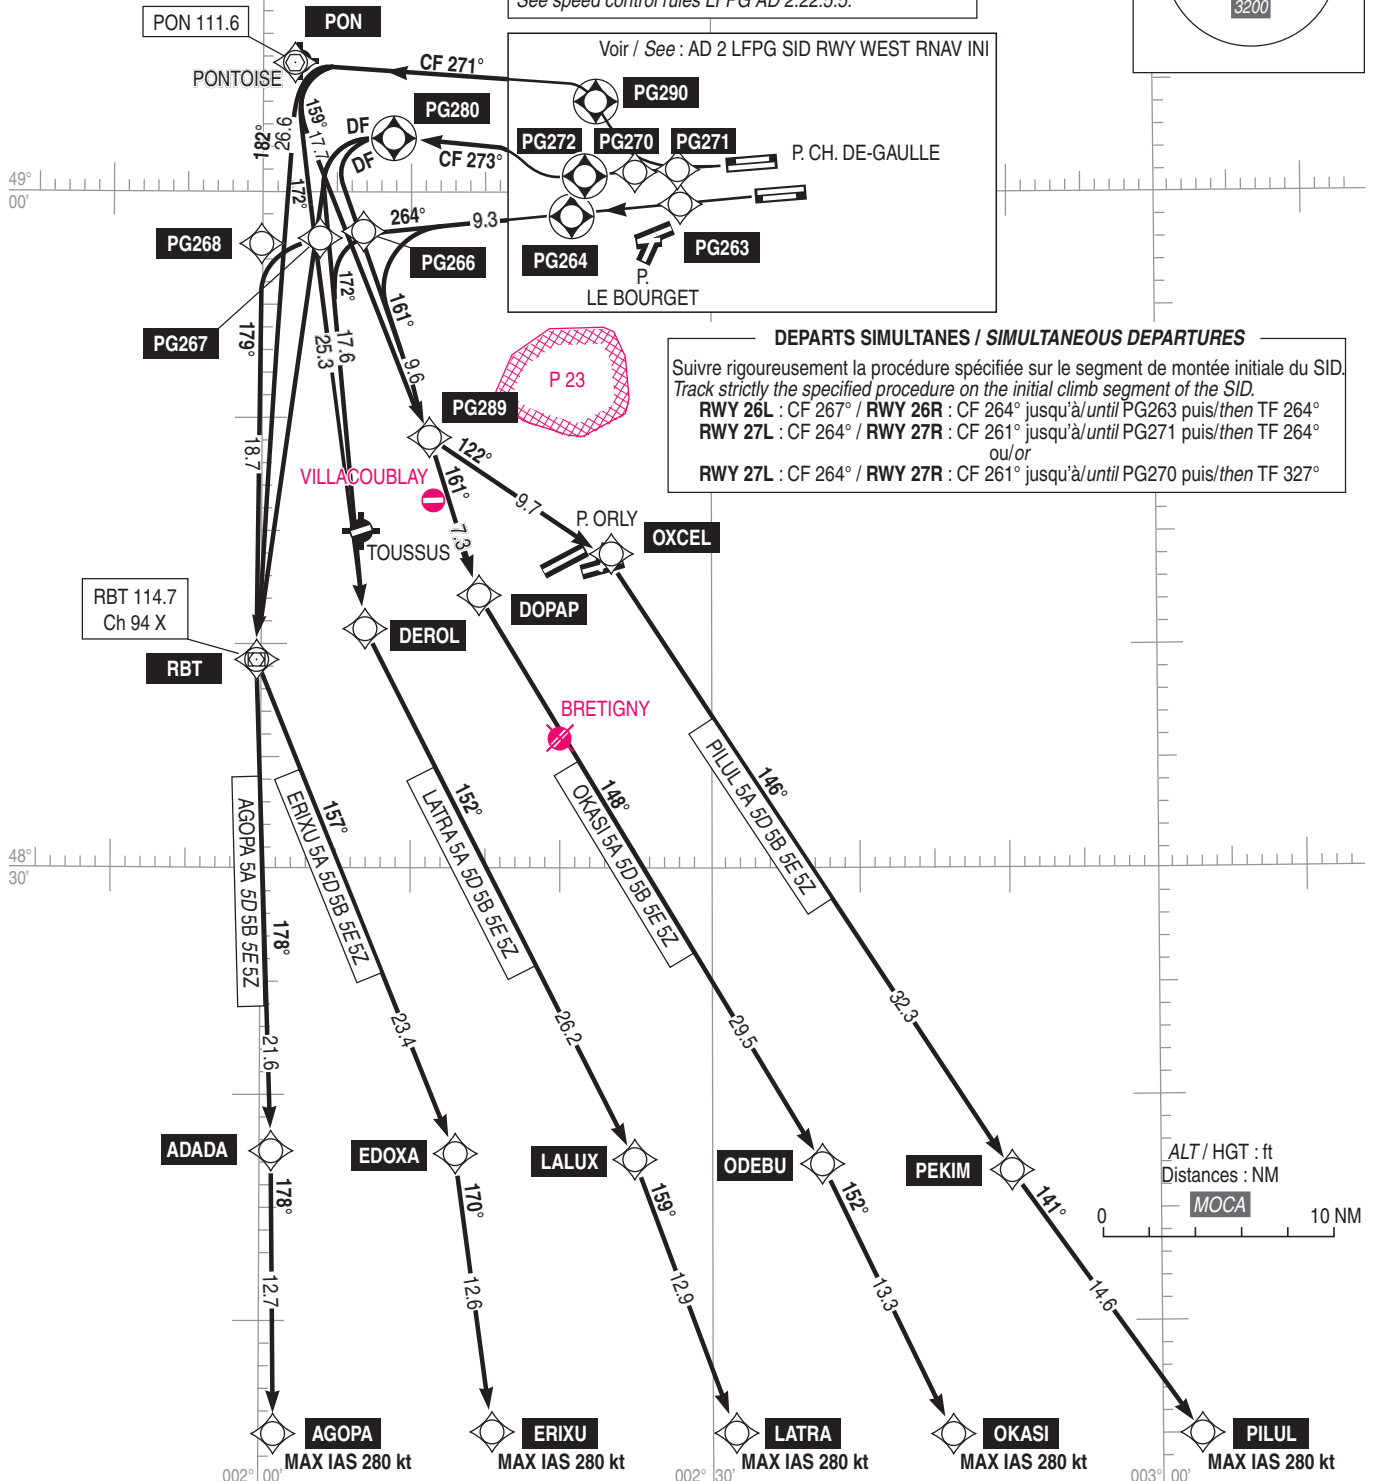 See speed control rules LFPG AD 2.22.5.5.
3200
PON 111.6
PON
PONTOISE
Voir / See : AD 2 LFPG SID RWY WEST RNAV INI
CF 271°
PG290
PG280
DF
DF
CF 273°
PG272
PG270
PG271
P. CH. DE-GAULLE
182°
26.6
159°
17.7
172°
49°
00'
PG268
264°
9.3
PG266
PG264
PG263
P.
LE BOURGET
PG267
179°
172°
161°
25.3
17.6
9.6
18.7
P 23
DEPARTS SIMULTANES / SIMULTANEOUS DEPARTURES
Suivre rigoureusement la procédure spécifiée sur le segment de montée initiale du SID.
Track strictly the specified procedure on the initial climb segment of the SID.
RWY 26L : CF 267° / RWY 26R : CF 264° jusqu'à/until PG263 puis/then TF 264°
RWY 27L : CF 264° / RWY 27R : CF 261° jusqu'à/until PG271 puis/then TF 264°
ou/or
RWY 27L : CF 264° / RWY 27R : CF 261° jusqu'à/until PG270 puis/then TF 327°
PG289
122°
9.7
VILLACOUBLAY
161°
7.3
P. ORLY
OXCEL
TOUSSUS
DOPAP
RBT 114.7
Ch 94 X
RBT
DEROL
BRETIGNY
AGOPA 5A 5D 5B 5E 5Z
178°
21.6
ERIXU 5A 5D 5B 5E 5Z
157°
23.4
LATRA 5A 5D 5B 5E 5Z
152°
26.2
OKASI 5A 5D 5B 5E 5Z
148°
29.5
PILUL 5A 5D 5B 5E 5Z
146°
32.3
48°
30'
ADADA
EDOXA
LALUX
ODEBU
PEKIM
ALT / HGT : ft
Distances : NM
MOCA
0
10 NM
178°
12.7
170°
12.6
159°
12.9
152°
13.3
141°
14.6
AGOPA
MAX IAS 280 kt
ERIXU
MAX IAS 280 kt
LATRA
MAX IAS 280 kt
OKASI
MAX IAS 280 kt
PILUL
MAX IAS 280 kt
002° 00'
002° 30'
003° 00'